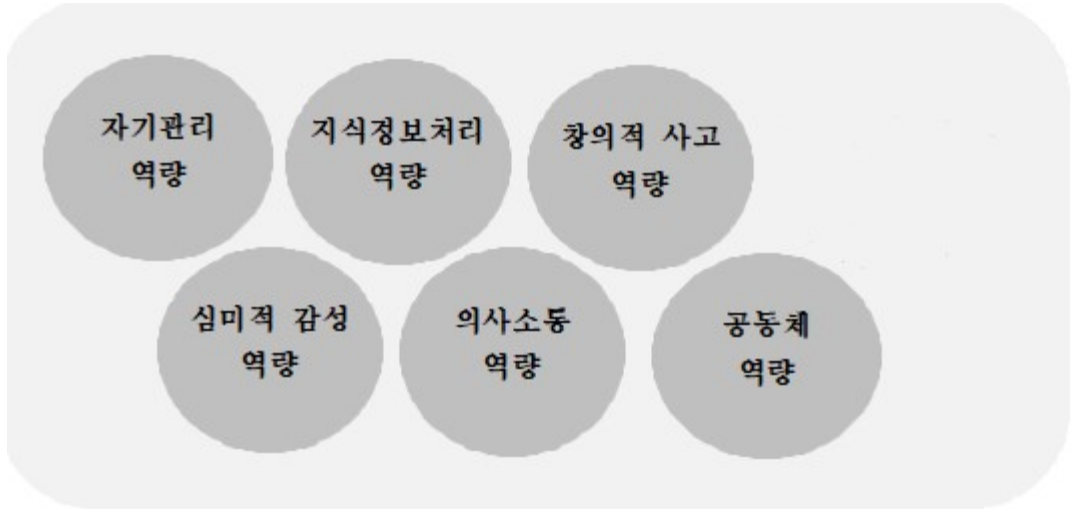 자기관리
역량
지식정보처리
역량
창의적 사고
역량
심미적 감성
역량
의사소통
역량
공동체
역량